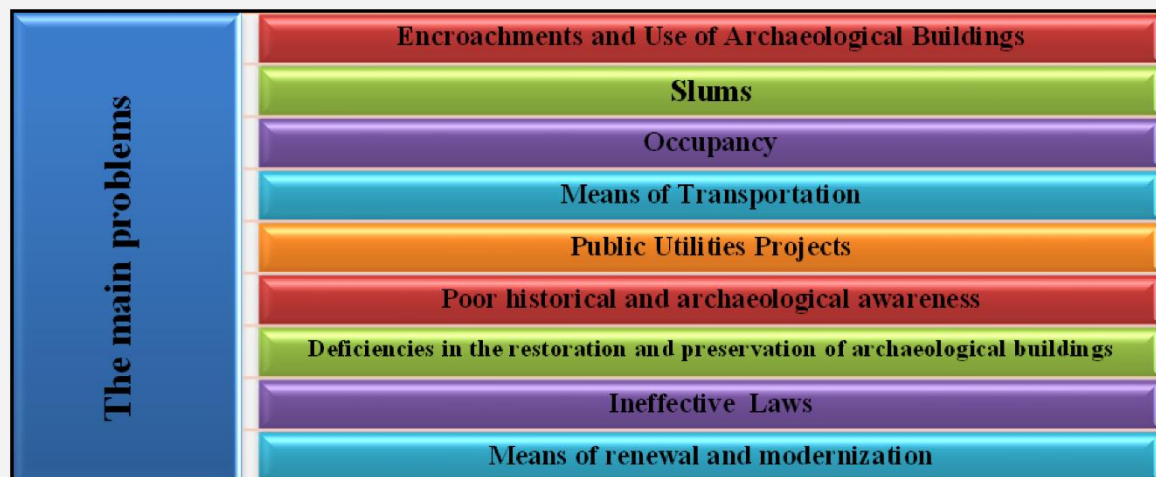 The main problems
Encroachments and Use of Archaeological Buildings
Slums
Occupancy
Means of Transportation
Public Utilities Projects
Poor historical and archaeological awareness
Deficiencies in the restoration and preservation of archaeological buildings
Ineffective Laws
Means of renewal and modernization